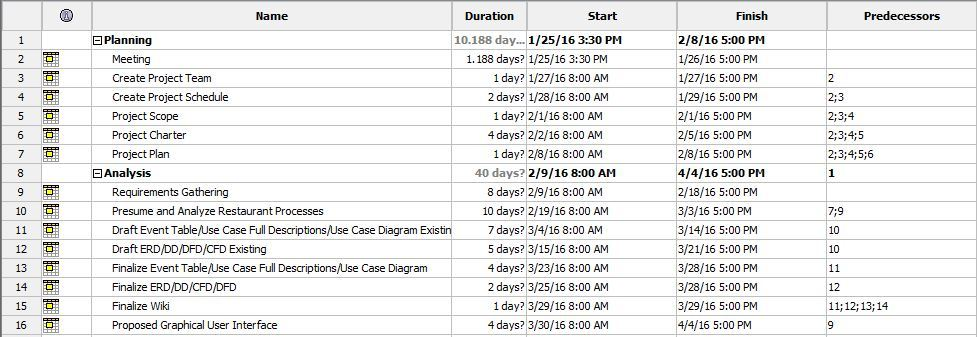 Name Duration Start Finish Predecessors
1 Planning 10.188 day... 1/25/16 3:30 PM 2/8/16 5:00 PM
2 Meeting 1.188 days? 1/25/16 3:30 PM 1/26/16 5:00 PM
3 Create Project Team 1 day? 1/27/16 8:00 AM 1/27/16 5:00 PM 2
4 Create Project Schedule 2 days? 1/28/16 8:00 AM 1/29/16 5:00 PM 2;3
5 Project Scope 1 day? 2/1/16 8:00 AM 2/1/16 5:00 PM 2;3;4
6 Project Charter 4 days? 2/2/16 8:00 AM 2/5/16 5:00 PM 2;3;4;5
7 Project Plan 1 day? 2/8/16 8:00 AM 2/8/16 5:00 PM 2;3;4;5;6
8 Analysis 40 days? 2/9/16 8:00 AM 4/4/16 5:00 PM 1
9 Requirements Gathering 8 days? 2/9/16 8:00 AM 2/18/16 5:00 PM
10 Presume and Analyze Restaurant Processes 10 days? 2/19/16 8:00 AM 3/3/16 5:00 PM 7;9
11 Draft Event Table/Use Case Full Descriptions/Use Case Diagram Existin 7 days? 3/4/16 8:00 AM 3/14/16 5:00 PM 10
12 Draft ERD/DD/DFD/CFD Existing 5 days? 3/15/16 8:00 AM 3/21/16 5:00 PM 10
13 Finalize Event Table/Use Case Full Descriptions/Use Case Diagram 4 days? 3/23/16 8:00 AM 3/28/16 5:00 PM 11
14 Finalize ERD/DD/CFD/DFD 2 days? 3/25/16 8:00 AM 3/28/16 5:00 PM 12
15 Finalize Wiki 1 day? 3/29/16 8:00 AM 3/29/16 5:00 PM 11;12;13;14
16 Proposed Graphical User Interface 4 days? 3/30/16 8:00 AM 4/4/16 5:00 PM 9